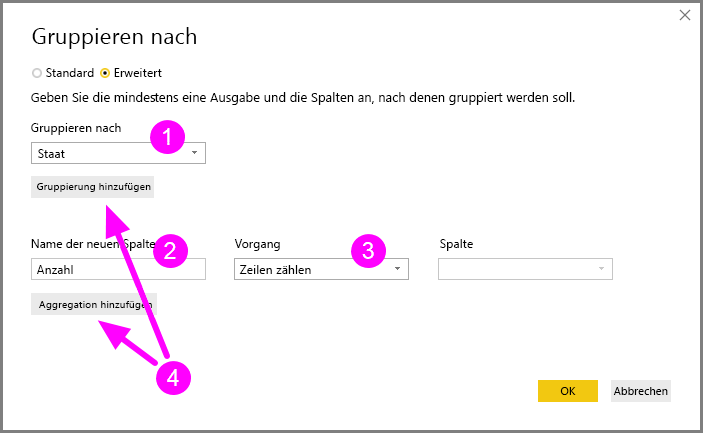 Gruppieren nach
Standard Erweitert
Geben Sie die mindestens eine Ausgabe und die Spalten an, nach denen gruppiert werden soll.
Gruppieren nach
1
Staat
Gruppierung hinzufügen
Name der neuen Spalte 2 Vorgang 3 Spalte
Anzahl Zeilen zählen
Aggregation hinzufügen
4
OK Abbrechen